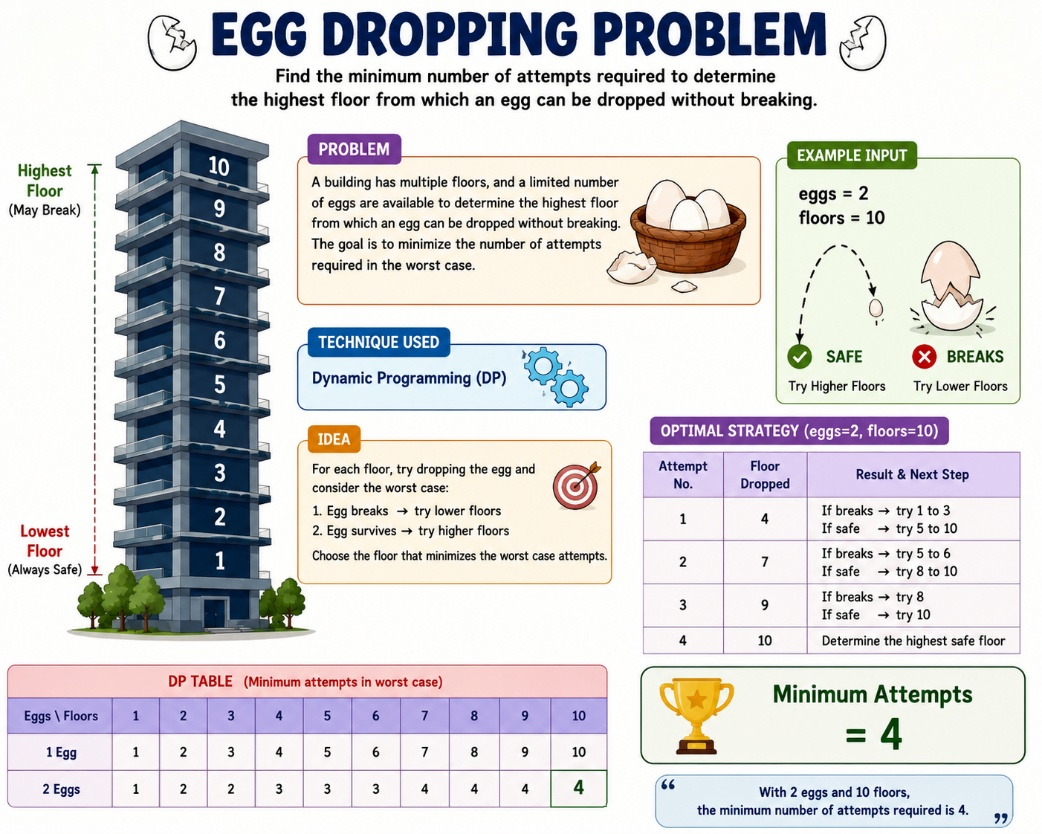 EGG DROPPING PROBLEM
Find the minimum number of attempts required to determine
the highest floor from which an egg can be dropped without breaking.
Highest
Floor
(May Break)
10
9
8
7
6
5
4
3
2
1
Lowest
Floor
(Always Safe)
PROBLEM
A building has multiple floors, and a limited number
of eggs are available to determine the highest floor
from which an egg can be dropped without breaking.
The goal is to minimize the number of attempts
required in the worst case.
TECHNIQUE USED
Dynamic Programming (DP)
IDEA
For each floor, try dropping the egg and
consider the worst case:
1. Egg breaks → try lower floors
2. Egg survives → try higher floors
Choose the floor that minimizes the worst case attempts.
EXAMPLE INPUT
eggs = 2
floors = 10
SAFE
Try Higher Floors
BREAKS
Try Lower Floors
OPTIMAL STRATEGY (eggs=2, floors=10)
Attempt No. Floor Dropped Result & Next Step
1 4 If breaks → try 1 to 3
If safe → try 5 to 10
2 7 If breaks → try 5 to 6
If safe → try 8 to 10
3 9 If breaks → try 8
If safe → try 10
4 10 Determine the highest safe floor
DP TABLE (Minimum attempts in worst case)
Eggs \ Floors 1 2 3 4 5 6 7 8 9 10
1 Egg 1 2 3 4 5 6 7 8 9 10
2 Eggs 1 2 2 3 3 3 4 4 4 4
Minimum Attempts
= 4
“ With 2 eggs and 10 floors,
the minimum number of attempts required is 4. ”